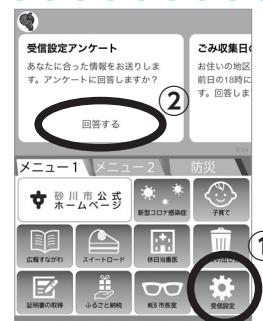 受信設定アンケート
あなたに合った情報をお送りしま
す。アンケートに回答しますか？
②
回答する
ごみ収集日の
お住いの地区
前日の18時に
す。回答しま
メニュー1
メニュー2
防災
砂川市公式
ホームページ
新型コロナ感染症
子育て
①
広報すながわ
スイートロード
休日当番医
証明書の取得
ふるさと納税
WEB市長室
受信設定